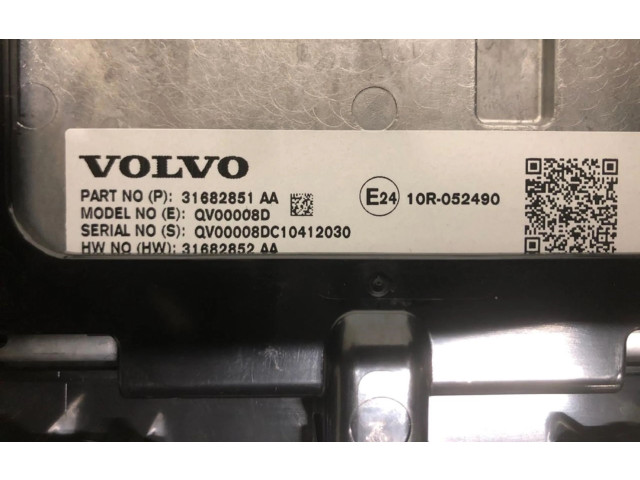 VOLVO
PART NO (P): 31682851 AA
MODEL NO (E): QV00008D
SERIAL NO (S): QV00008DC10412030
HW NO (HW): 31682852 AA
E24 10R-052490